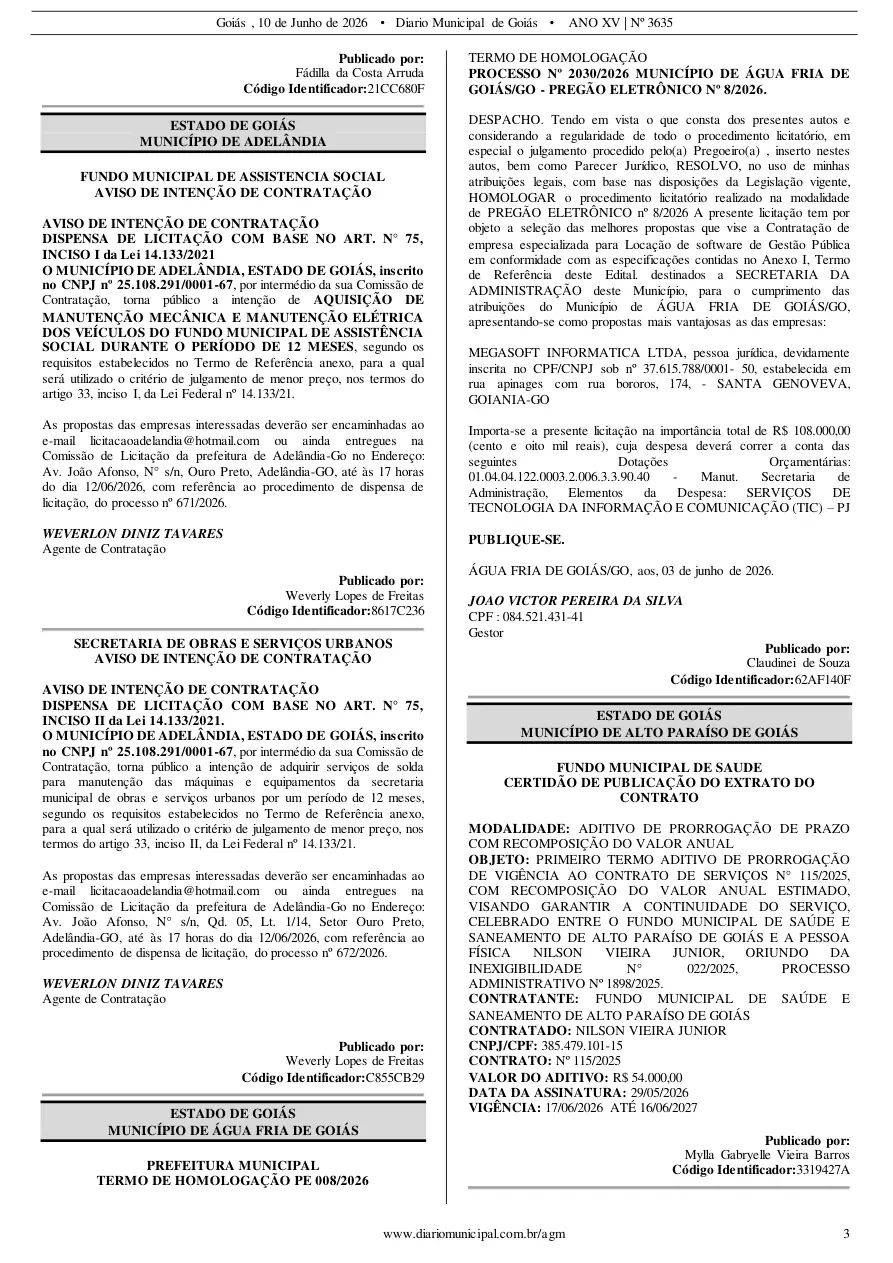 Goiás , 10 de Junho de 2026 • Diario Municipal de Goiás • ANO XV | Nº 3635
Publicado por:
Fádilla da Costa Arruda
Código Identificador:21CC680F
ESTADO DE GOIÁS
MUNICÍPIO DE ADELÂNDIA
FUNDO MUNICIPAL DE ASSISTENCIA SOCIAL
AVISO DE INTENÇÃO DE CONTRATAÇÃO
AVISO DE INTENÇÃO DE CONTRATAÇÃO
DISPENSA DE LICITAÇÃO COM BASE NO ART. N° 75,
INCISO I da Lei 14.133/2021
O MUNICÍPIO DE ADELÂNDIA, ESTADO DE GOIÁS, inscrito
no CNPJ nº 25.108.291/0001-67, por intermédio da sua Comissão de
Contratação, torna público a intenção de AQUISIÇÃO DE
MANUTENÇÃO MECÂNICA E MANUTENÇÃO ELÉTRICA
DOS VEÍCULOS DO FUNDO MUNICIPAL DE ASSISTÊNCIA
SOCIAL DURANTE O PERÍODO DE 12 MESES, segundo os
requisitos estabelecidos no Termo de Referência anexo, para a qual
será utilizado o critério de julgamento de menor preço, nos termos do
artigo 33, inciso I, da Lei Federal nº 14.133/21.
As propostas das empresas interessadas deverão ser encaminhadas ao
e-mail licitacaoadelandia@hotmail.com ou ainda entregues na
Comissão de Licitação da prefeitura de Adelândia-Go no Endereço:
Av. João Afonso, N° s/n, Ouro Preto, Adelândia-GO, até às 17 horas
do dia 12/06/2026, com referência ao procedimento de dispensa de
licitação, do processo nº 671/2026.
WEVERLON DINIZ TAVARES
Agente de Contratação
Publicado por:
Weverly Lopes de Freitas
Código Identificador:8617C236
SECRETARIA DE OBRAS E SERVIÇOS URBANOS
AVISO DE INTENÇÃO DE CONTRATAÇÃO
AVISO DE INTENÇÃO DE CONTRATAÇÃO
DISPENSA DE LICITAÇÃO COM BASE NO ART. N° 75,
INCISO II da Lei 14.133/2021.
O MUNICÍPIO DE ADELÂNDIA, ESTADO DE GOIÁS, inscrito
no CNPJ nº 25.108.291/0001-67, por intermédio da sua Comissão de
Contratação, torna público a intenção de adquirir serviços de solda
para manutenção das máquinas e equipamentos da secretaria
municipal de obras e serviços urbanos por um período de 12 meses,
segundo os requisitos estabelecidos no Termo de Referência anexo,
para a qual será utilizado o critério de julgamento de menor preço, nos
termos do artigo 33, inciso II, da Lei Federal nº 14.133/21.
As propostas das empresas interessadas deverão ser encaminhadas ao
e-mail licitacaoadelandia@hotmail.com ou ainda entregues na
Comissão de Licitação da prefeitura de Adelândia-Go no Endereço:
Av. João Afonso, N° s/n, Qd. 05, Lt. 1/14, Setor Ouro Preto,
Adelândia-GO, até às 17 horas do dia 12/06/2026, com referência ao
procedimento de dispensa de licitação, do processo nº 672/2026.
WEVERLON DINIZ TAVARES
Agente de Contratação
Publicado por:
Weverly Lopes de Freitas
Código Identificador:C855CB29
ESTADO DE GOIÁS
MUNICÍPIO DE ÁGUA FRIA DE GOIÁS
PREFEITURA MUNICIPAL
TERMO DE HOMOLOGAÇÃO PE 008/2026
TERMO DE HOMOLOGAÇÃO
PROCESSO Nº 2030/2026 MUNICÍPIO DE ÁGUA FRIA DE
GOIÁS/GO - PREGÃO ELETRÔNICO Nº 8/2026.
DESPACHO. Tendo em vista o que consta dos presentes autos e
considerando a regularidade de todo o procedimento licitatório, em
especial o julgamento procedido pelo(a) Pregoeiro(a) , inserto nestes
autos, bem como Parecer Jurídico, RESOLVO, no uso de minhas
atribuições legais, com base nas disposições da Legislação vigente,
HOMOLOGAR o procedimento licitatório realizado na modalidade
de PREGÃO ELETRÔNICO nº 8/2026 A presente licitação tem por
objeto a seleção das melhores propostas que vise a Contratação de
empresa especializada para Locação de software de Gestão Pública
em conformidade com as especificações contidas no Anexo I, Termo
de Referência deste Edital. destinados a SECRETARIA DA
ADMINISTRAÇÃO deste Município, para o cumprimento das
atribuições do Município de ÁGUA FRIA DE GOIÁS/GO,
apresentando-se como propostas mais vantajosas as das empresas:
MEGASOFT INFORMATICA LTDA, pessoa jurídica, devidamente
inscrita no CPF/CNPJ sob nº 37.615.788/0001- 50, estabelecida em
rua apinages com rua bororos, 174, - SANTA GENOVEVA,
GOIANIA-GO
Importa-se a presente licitação na importância total de R$ 108.000,00
(cento e oito mil reais), cuja despesa deverá correr a conta das
seguintes Dotações Orçamentárias:
01.04.04.122.0003.2.006.3.3.90.40 - Manut. Secretaria de
Administração, Elementos da Despesa: SERVIÇOS DE
TECNOLOGIA DA INFORMAÇÃO E COMUNICAÇÃO (TIC) – PJ
PUBLIQUE-SE.
ÁGUA FRIA DE GOIÁS/GO, aos, 03 de junho de 2026.
JOAO VICTOR PEREIRA DA SILVA
CPF : 084.521.431-41
Gestor
Publicado por:
Claudinei de Souza
Código Identificador:62AF140F
ESTADO DE GOIÁS
MUNICÍPIO DE ALTO PARAÍSO DE GOIÁS
FUNDO MUNICIPAL DE SAUDE
CERTIDÃO DE PUBLICAÇÃO DO EXTRATO DO
CONTRATO
MODALIDADE: ADITIVO DE PRORROGAÇÃO DE PRAZO
COM RECOMPOSIÇÃO DO VALOR ANUAL
OBJETO: PRIMEIRO TERMO ADITIVO DE PRORROGAÇÃO
DE VIGÊNCIA AO CONTRATO DE SERVIÇOS N° 115/2025,
COM RECOMPOSIÇÃO DO VALOR ANUAL ESTIMADO,
VISANDO GARANTIR A CONTINUIDADE DO SERVIÇO,
CELEBRADO ENTRE O FUNDO MUNICIPAL DE SAÚDE E
SANEAMENTO DE ALTO PARAÍSO DE GOIÁS E A PESSOA
FÍSICA NILSON VIEIRA JUNIOR, ORIUNDO DA
INEXIGIBILIDADE N° 022/2025, PROCESSO
ADMINISTRATIVO Nº 1898/2025.
CONTRATANTE: FUNDO MUNICIPAL DE SAÚDE E
SANEAMENTO DE ALTO PARAÍSO DE GOIÁS
CONTRATADO: NILSON VIEIRA JUNIOR
CNPJ/CPF: 385.479.101-15
CONTRATO: Nº 115/2025
VALOR DO ADITIVO: R$ 54.000,00
DATA DA ASSINATURA: 29/05/2026
VIGÊNCIA: 17/06/2026 ATÉ 16/06/2027
Publicado por:
Mylla Gabryelle Vieira Barros
Código Identificador:3319427A
www.diariomunicipal.com.br/agm 3